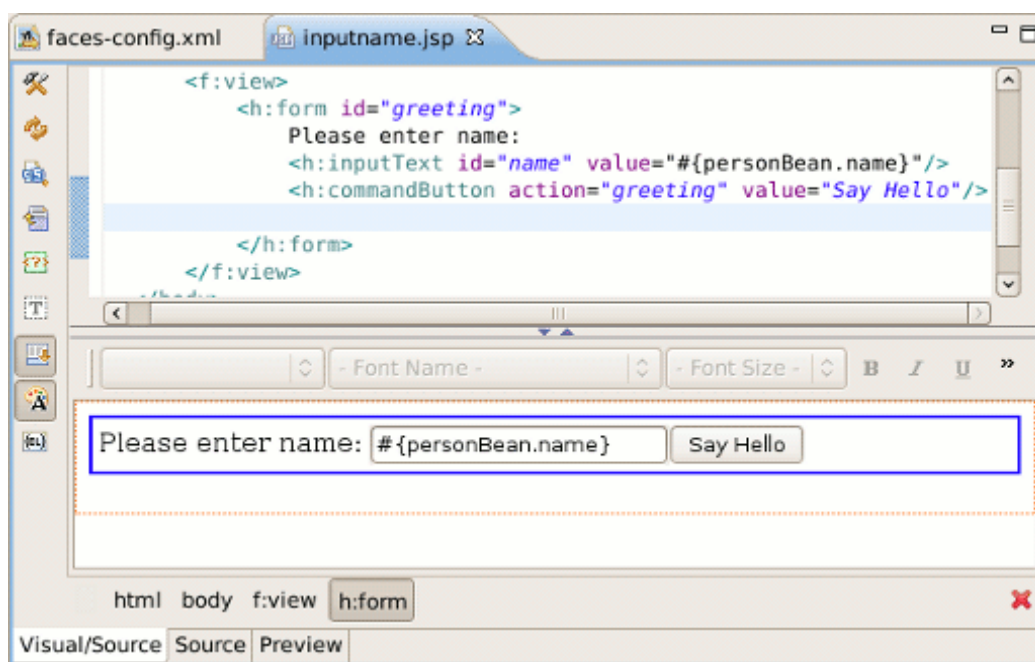 faces-config.xml inputname.jsp
<f:view>
<h:form id="greeting">
Please enter name:
<h:inputText id="name" value="#{personBean.name}"/>
<h:commandButton action="greeting" value="Say Hello"/>
</h:form>
</f:view>
- Font Name - - Font Size - B I U »
Please enter name: #{personBean.name} Say Hello
html body f:view h:form
Visual/Source Source Preview